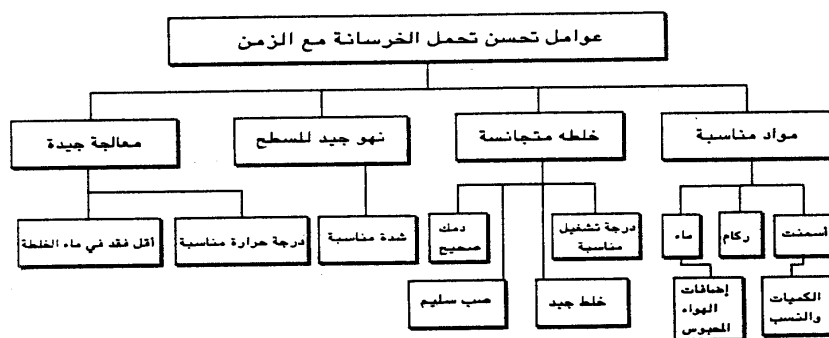 عوامل تحسن تحمل الخرسانة مع الزمن
مواد مناسبة
خلطه متجانسة
نهو جيد للسطح
معالجة جيدة
أسمنت
ركام
ماء
درجة تشغيل
مناسبة
دمك
صحيح
شدة مناسبة
درجة حرارة مناسبة
أقل فقد في ماء الخلطة
الكميات
والنسب
إضافات
الهواء
المحبوس
خلط جيد
صب سليم